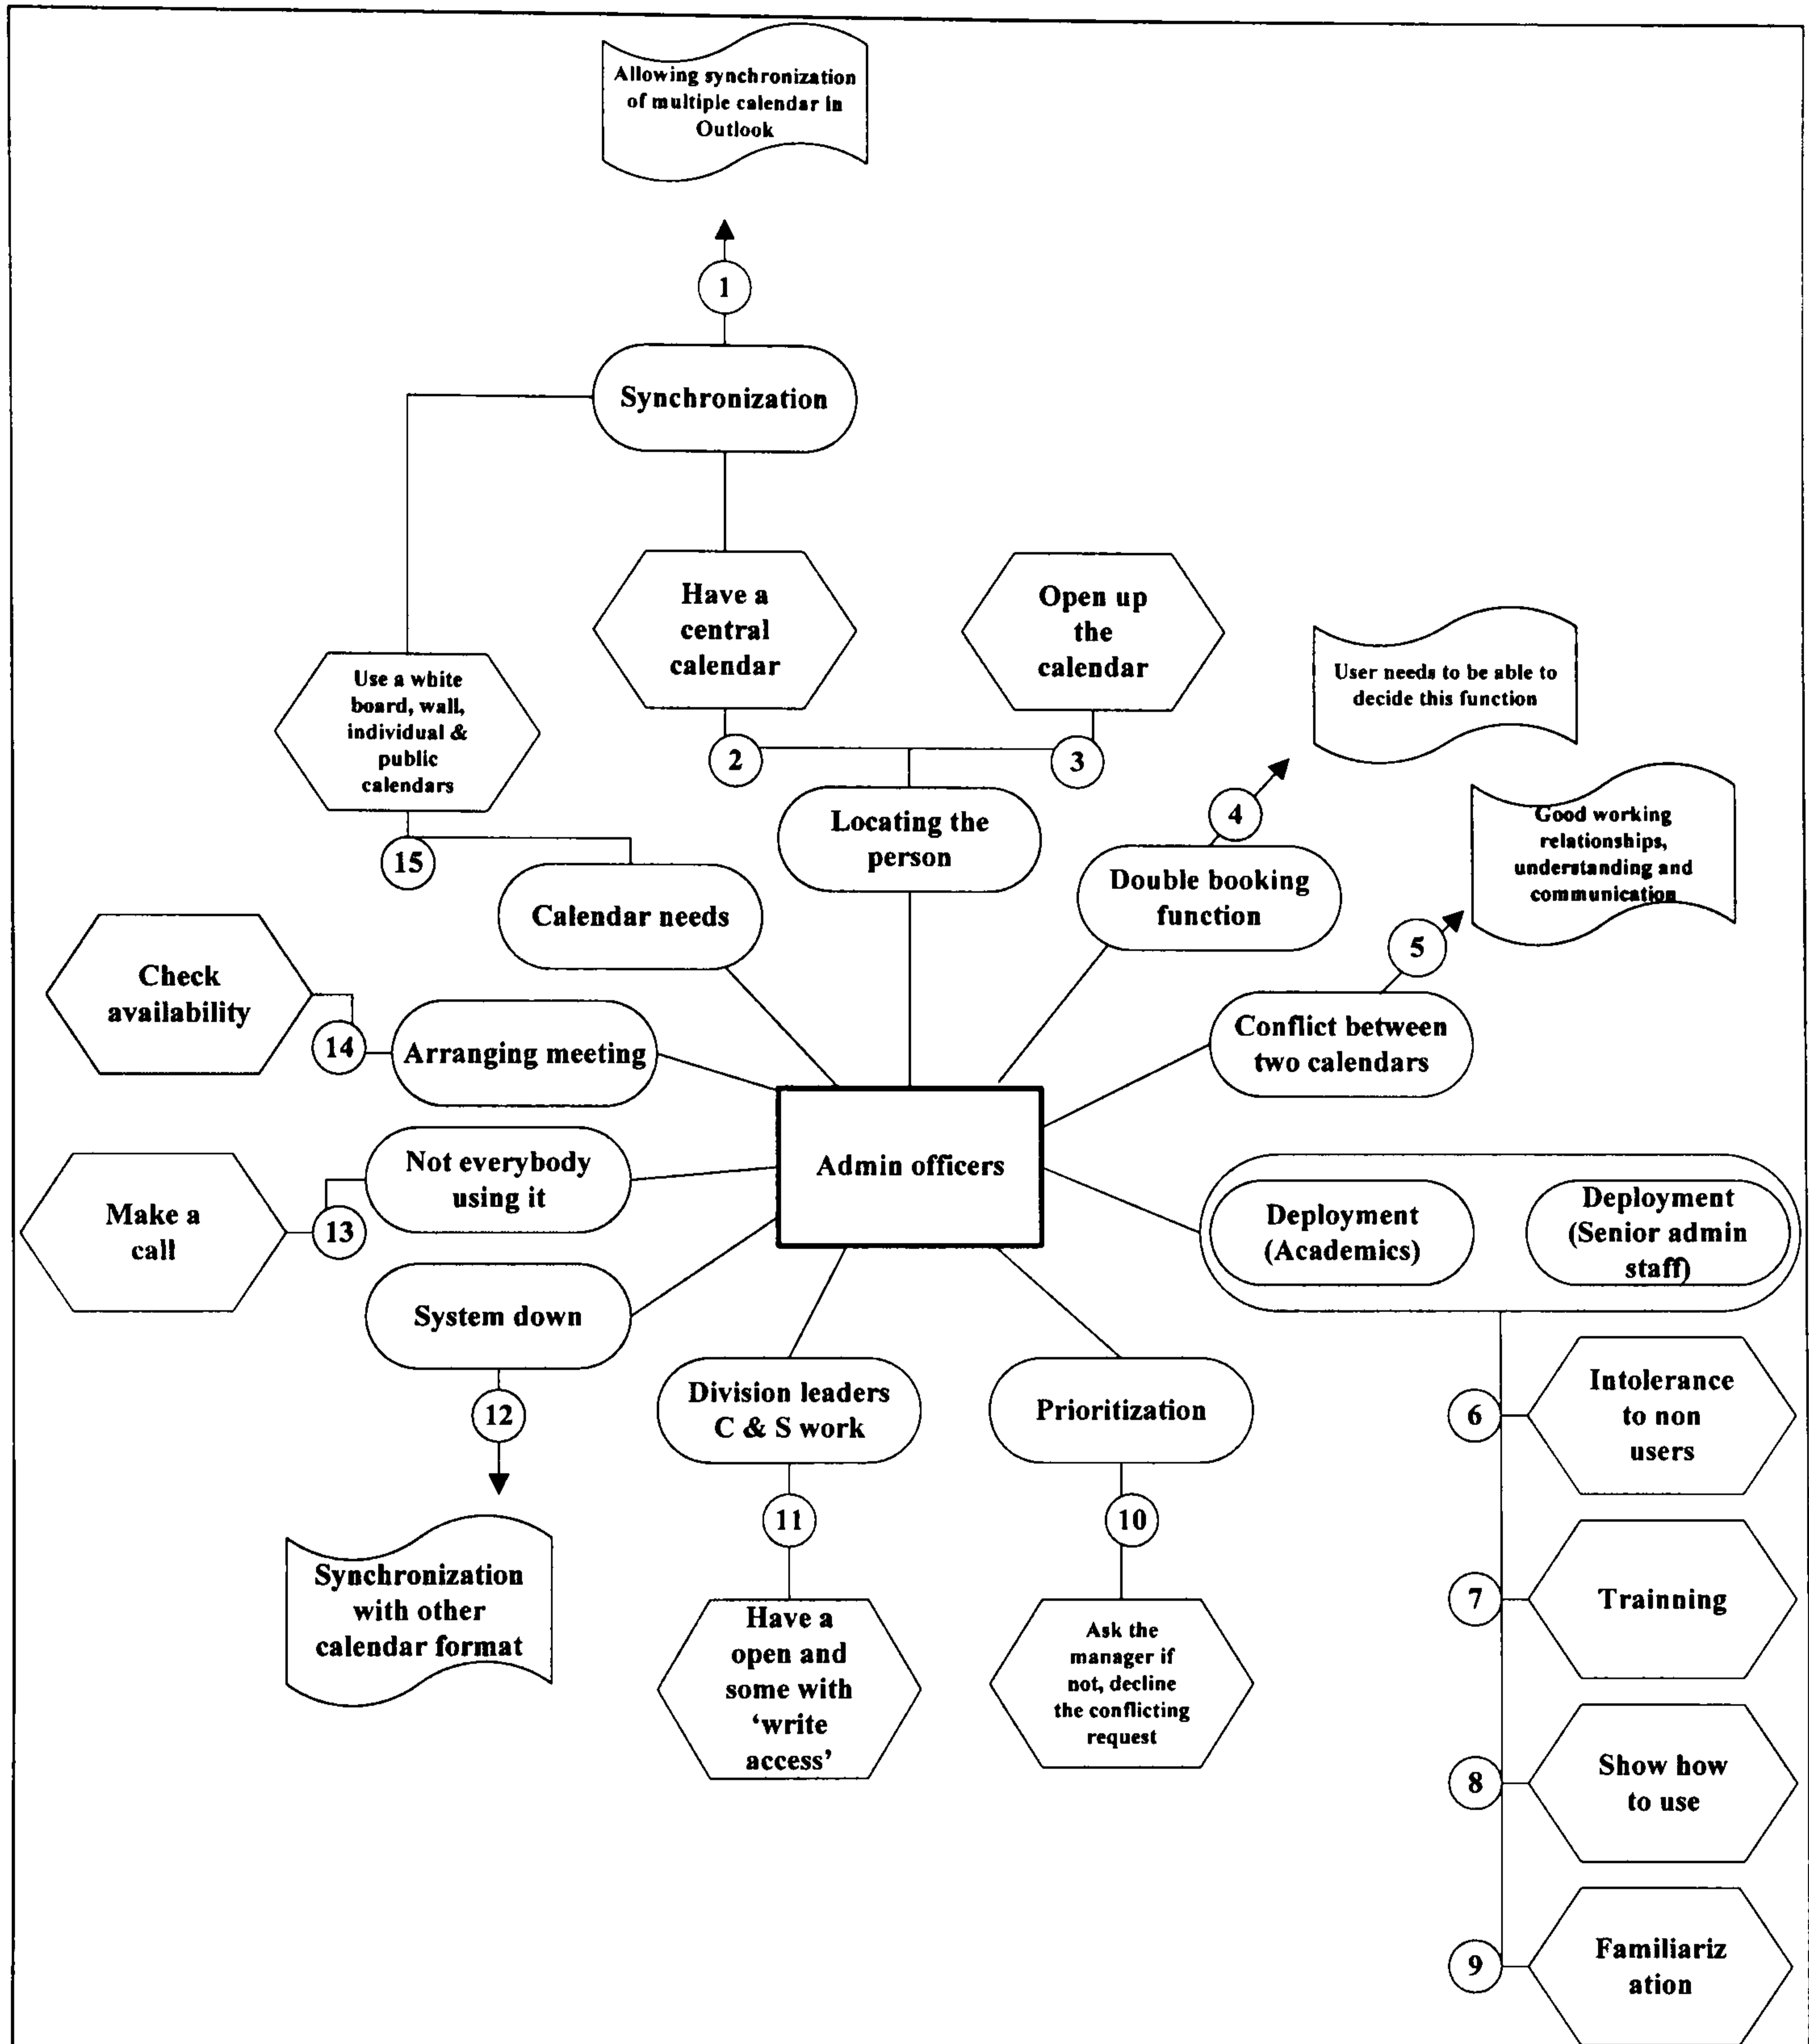 Allowing synchronization
of multiple calendar in
Outlook
1
Synchronization
Have a
central
calendar
Open up
the
calendar
Use a white
board, wall,
individual &
public
calendars
User needs to be able to
decide this function
2
3
4
Good working
relationships,
understanding and
communication
15
Locating the
person
Double booking
function
Calendar needs
5
Check
availability
14
Arranging meeting
Conflict between
two calendars
Admin officers
Not everybody
using it
Make a
call
13
Deployment
(Academics)
Deployment
(Senior admin
staff)
System down
12
Division leaders
C & S work
Prioritization
6
Intolerance
to non
users
11
10
Synchronization
with other
calendar format
Have a
open and
some with
‘write
access’
Ask the
manager if
not, decline
the conflicting
request
7
Trainning
8
Show how
to use
9
Familiariz
ation